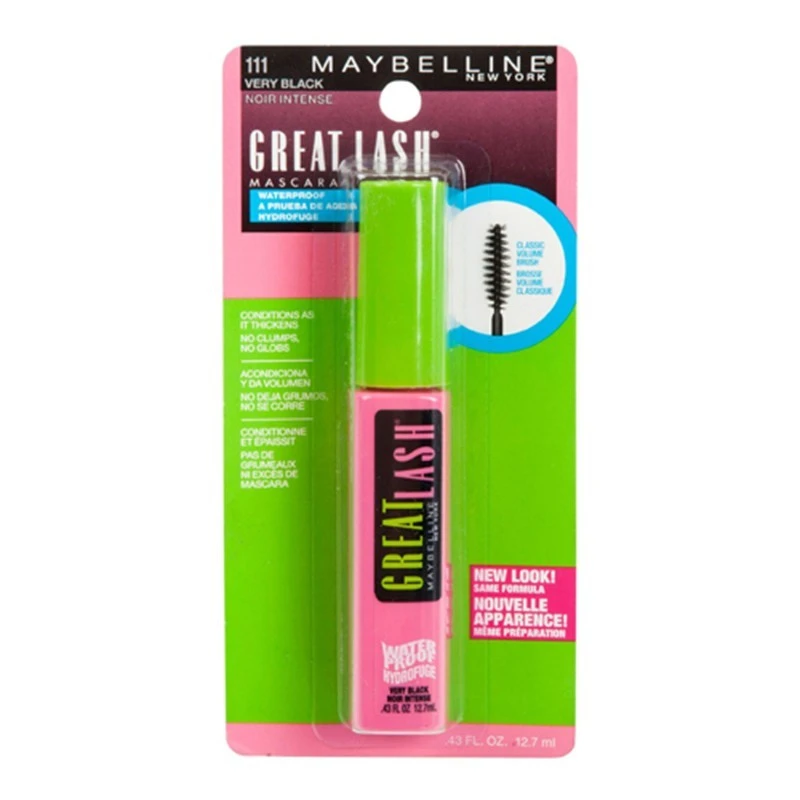 111
VERY BLACK
NOIR INTENSE
MAYBELLINE®
NEW YORK
GREAT LASH®
MASCARA
WATERPROOF
A PRUEBA DE
HYDROFUGE
CLASSIC
VOLUME
BRUSH
BROSSE
VOLUME
CLASSIQUE
CONDITIONS AS
IT THICKENS
NO CLUMPS,
NO GLOBS
ACONDICIONA
Y DA VOLUMEN
NO DEJA GRUMOS,
NO SE CORRE
CONDITIONNE
ET ÉPAISSIT
PAS DE
GRUMEAUX
NI EXCÈS DE
MASCARA
GREAT LASH®
MAYBELLINE
NEW YORK
WATER
PROOF
HYDROFUGE
VERY BLACK
NOIR INTENSE
.43 FL OZ 12.7mL
NEW LOOK!
SAME FORMULA
NOUVELLE
APPARENCE!
MÊME PRÉPARATION
.43 FL. OZ. 12.7 ml